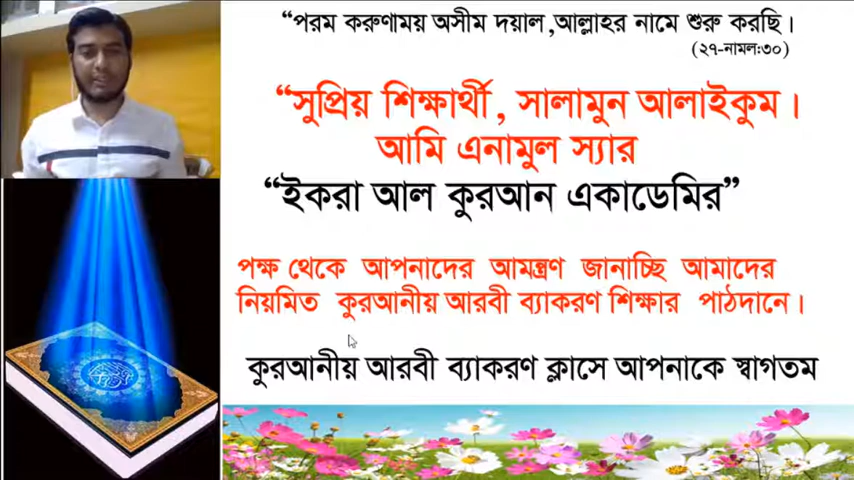 “পরম করুণাময় অসীম দয়াল,আল্লাহর নামে শুরু করছি।
(২৭-নামল:৩০)
“সুপ্রিয় শিক্ষার্থী, সালামুন আলাইকুম।
আমি এনামুল স্যার
“ইকরা আল কুরআন একাডেমির”
পক্ষ থেকে আপনাদের আমন্ত্রণ জানাচ্ছি আমাদের
নিয়মিত কুরআনীয় আরবী ব্যাকরণ শিক্ষার পাঠদানে।
কুরআনীয় আরবী ব্যাকরণ ক্লাসে আপনাকে স্বাগতম